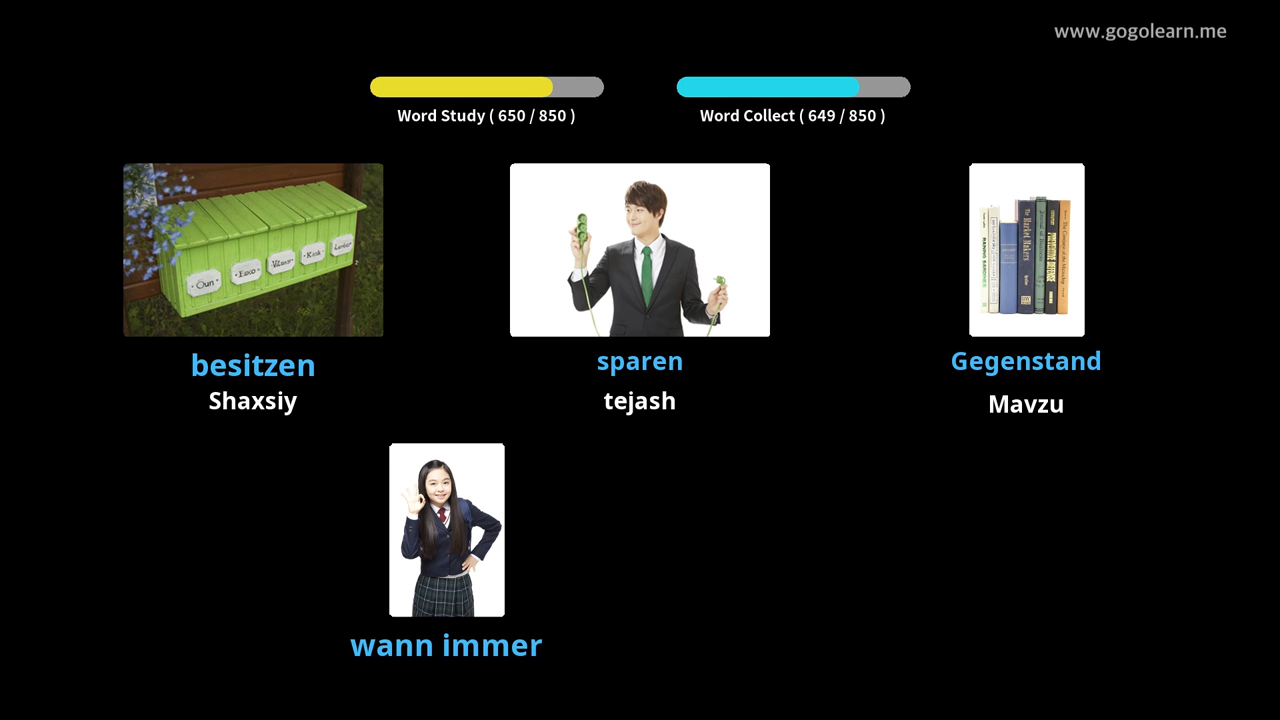 www.gogolearn.me
Word Study ( 650 / 850 )
Word Collect ( 649 / 850 )
besitzen
Shaxsiy
sparen
tejash
Gegenstand
Mavzu
wann immer